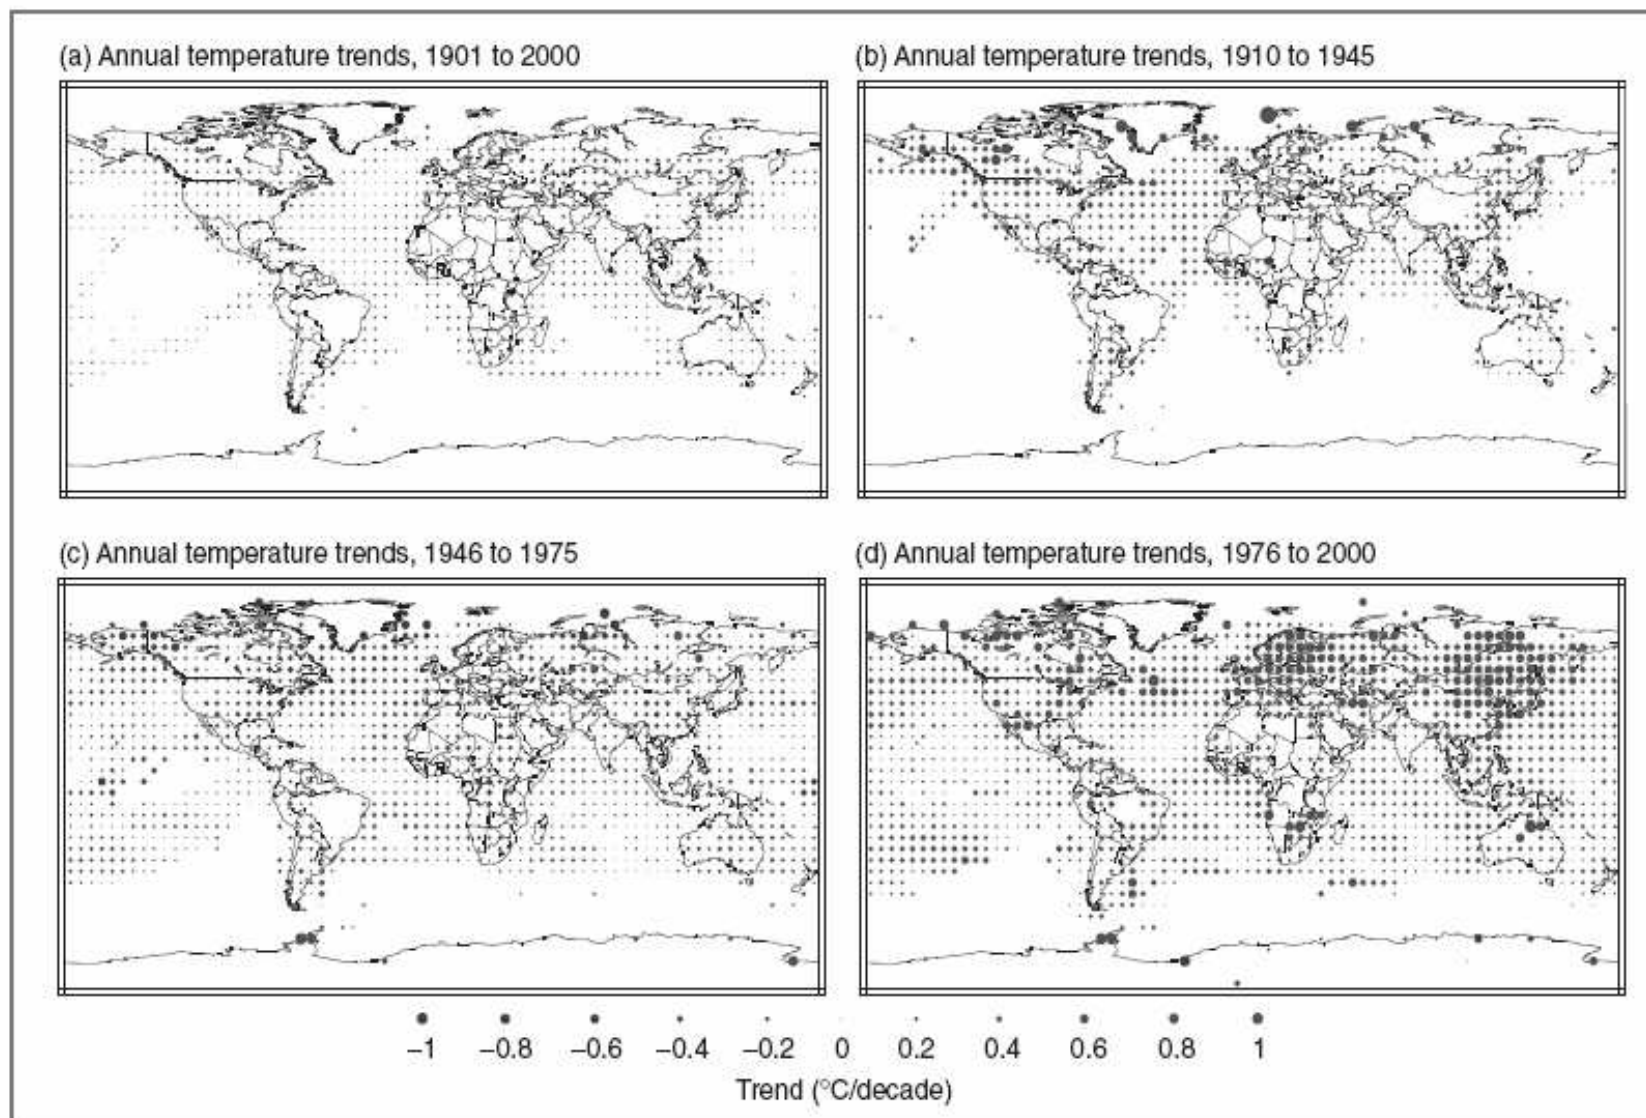 (a) Annual temperature trends, 1901 to 2000
(b) Annual temperature trends, 1910 to 1945
(c) Annual temperature trends, 1946 to 1975
(d) Annual temperature trends, 1976 to 2000
−1 −0.8 −0.6 −0.4 −0.2 0 0.2 0.4 0.6 0.8 1
Trend (°C/decade)